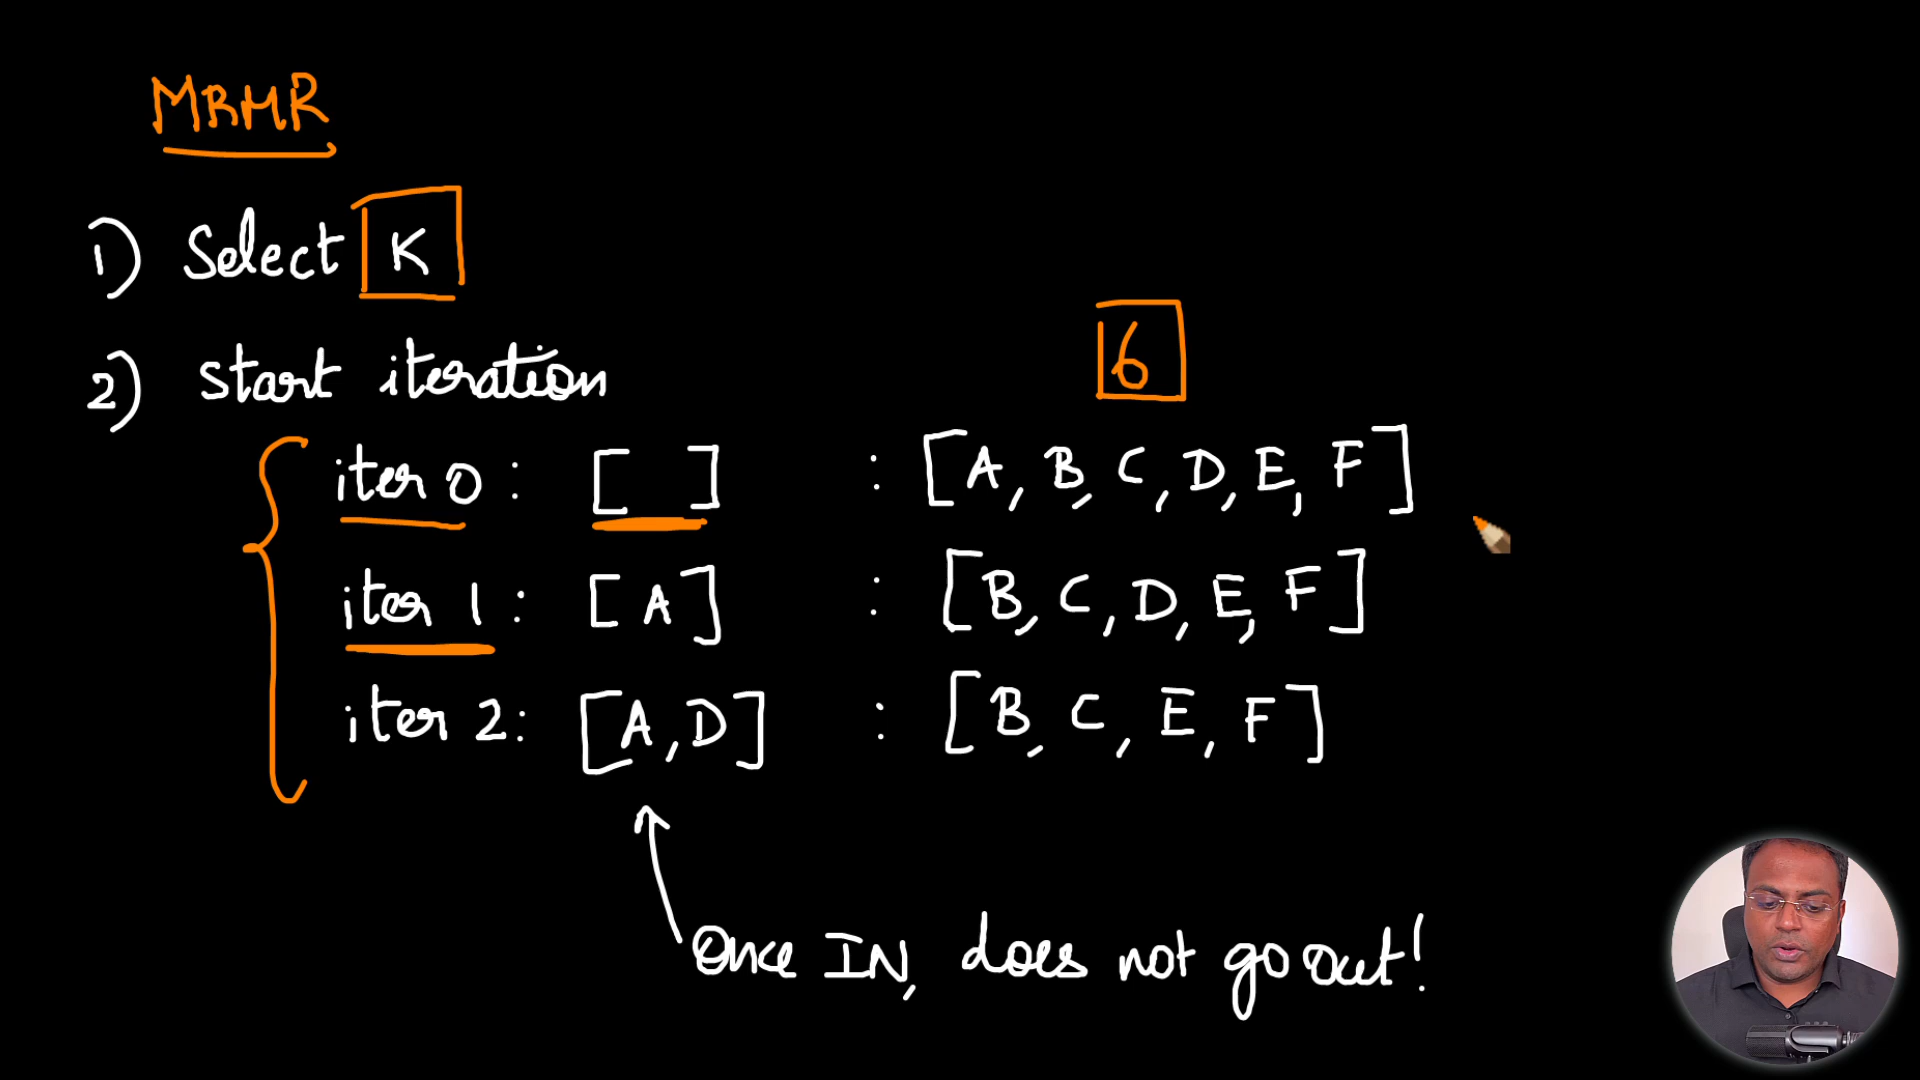 MRMR
1) Select K
2) start iteration
6
iter 0 : [ ] : [A, B, C, D, E, F]
iter 1 : [A] : [B, C, D, E, F]
iter 2 : [A, D] : [B, C, E, F]
Once IN, does not go out!